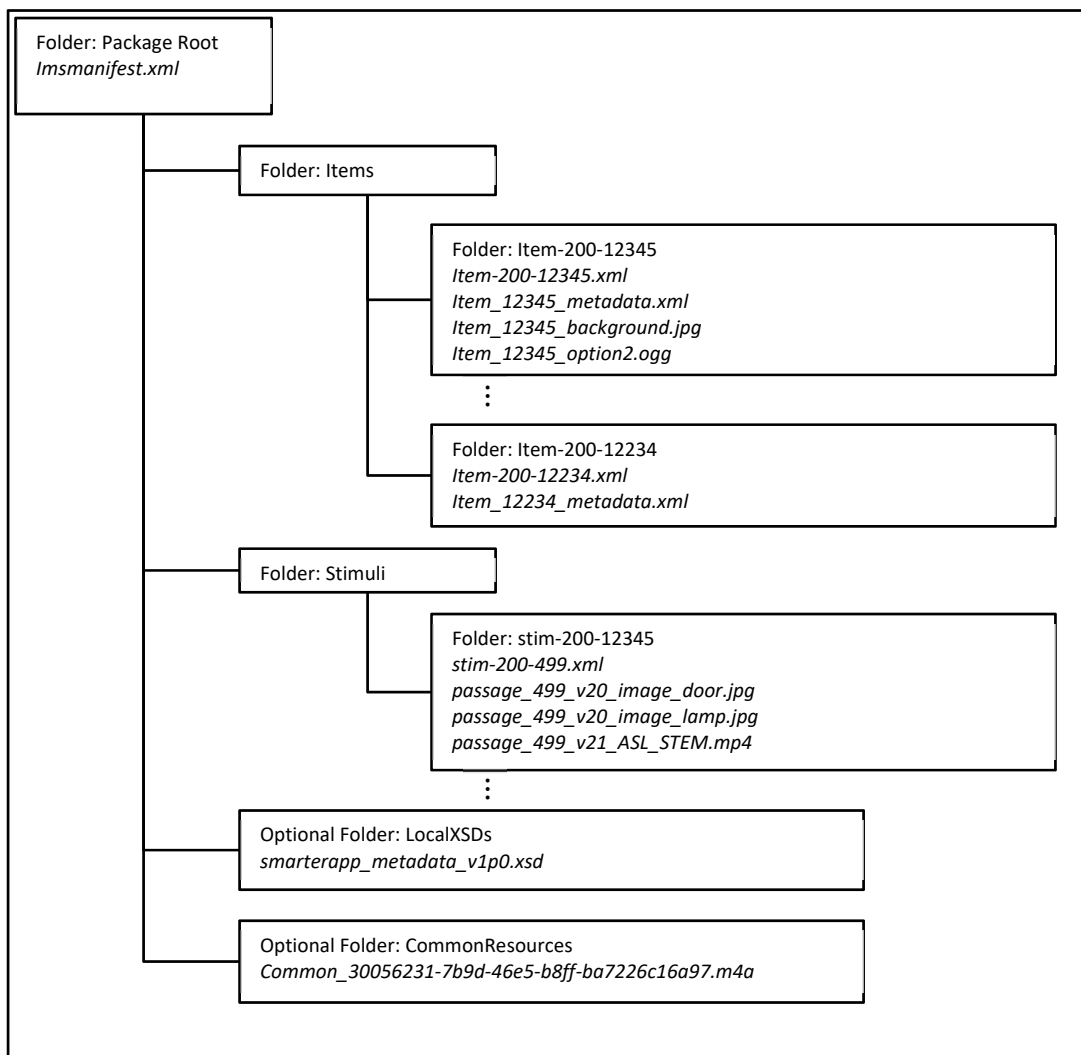 Folder: Package Root
Imsmanifest.xml
Folder: Items
Folder: Item-200-12345
Item-200-12345.xml
Item_12345_metadata.xml
Item_12345_background.jpg
Item_12345_option2.ogg
Folder: Item-200-12234
Item-200-12234.xml
Item_12234_metadata.xml
Folder: Stimuli
Folder: stim-200-12345
stim-200-499.xml
passage_499_v20_image_door.jpg
passage_499_v20_image_lamp.jpg
passage_499_v21_ASL_STEM.mp4
Optional Folder: LocalXSDs
smarterapp_metadata_v1p0.xsd
Optional Folder: CommonResources
Common_30056231-7b9d-46e5-b8ff-ba7226c16a97.m4a